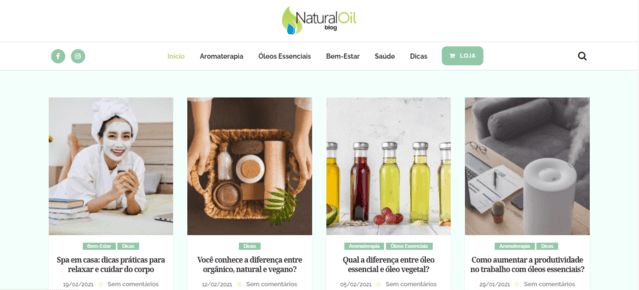 NaturalOil
blog
Início Aromaterapia Óleos Essenciais Bem-Estar Saúde Dicas LOJA
Bem-Estar Dicas
Spa em casa: dicas práticas para
relaxar e cuidar do corpo
19/02/2021 Sem comentários
Dicas
Você conhece a diferença entre
orgânico, natural e vegano?
12/02/2021 Sem comentários
Aromaterapia Óleos Essenciais
Qual a diferença entre óleo
essencial e óleo vegetal?
05/02/2021 Sem comentários
Aromaterapia Dicas
Como aumentar a produtividade
no trabalho com óleos essenciais?
29/01/2021 Sem comentários